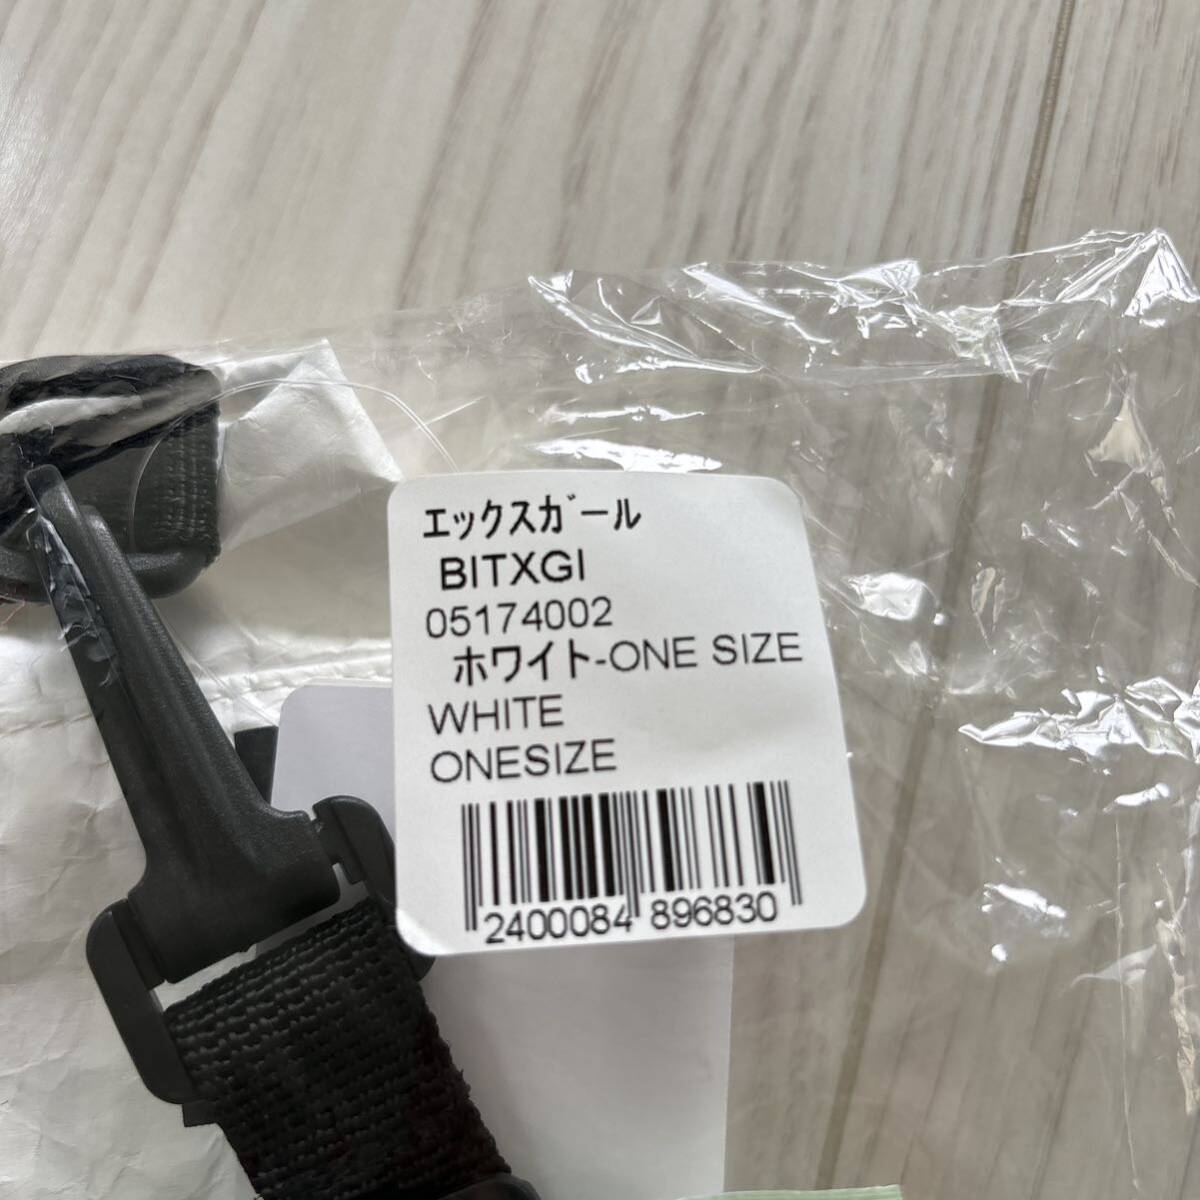 エックスガール
BITXGI
05174002
ホワイト-ONE SIZE
WHITE
ONESIZE
2400084 896830